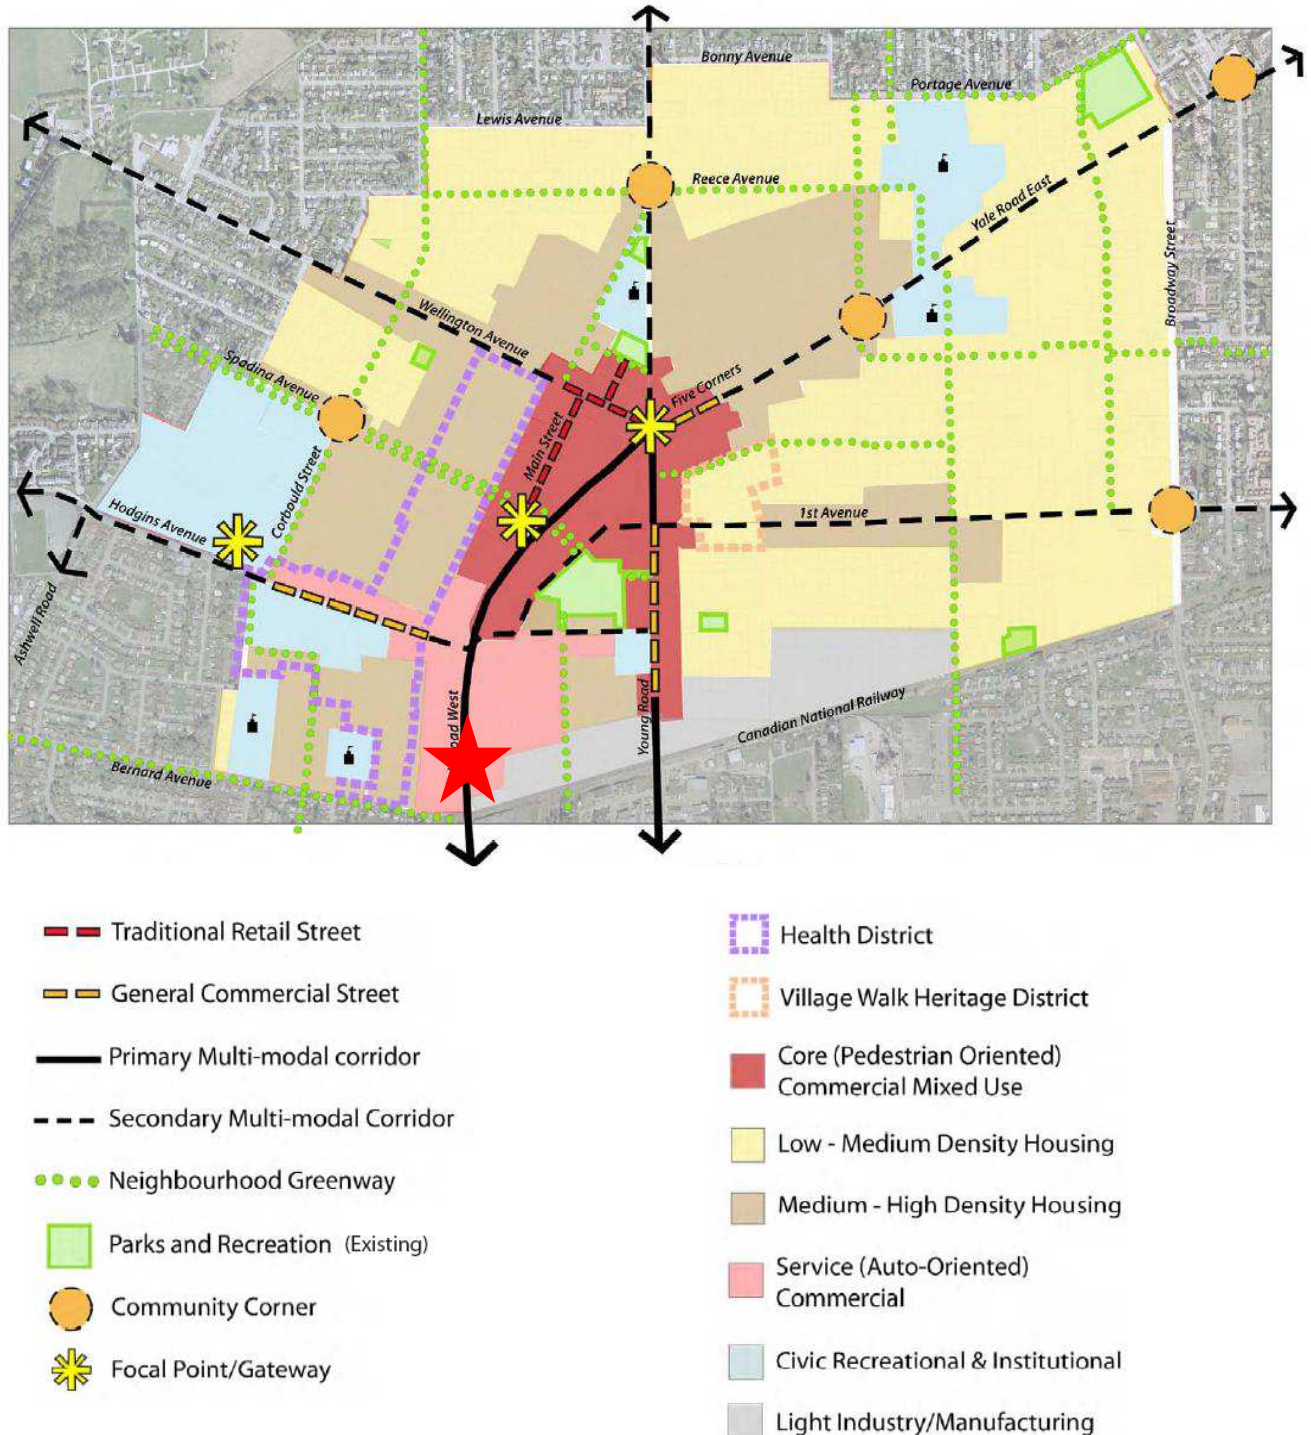 Bonny Avenue
Portage Avenue
Lewis Avenue
Reece Avenue
Yale Road East
Broadway Street
Wellington Avenue
Spadina Avenue
Five Corners
Main Street
Corbould Street
Hodgins Avenue
1st Avenue
Ashwell Road
oad West
Young Road
Canadian National Railway
Bernard Avenue
Traditional Retail Street
General Commercial Street
Primary Multi-modal corridor
Secondary Multi-modal Corridor
Neighbourhood Greenway
Parks and Recreation (Existing)
Community Corner
Focal Point/Gateway
Health District
Village Walk Heritage District
Core (Pedestrian Oriented)
Commercial Mixed Use
Low - Medium Density Housing
Medium - High Density Housing
Service (Auto-Oriented)
Commercial
Civic Recreational & Institutional
Light Industry/Manufacturing